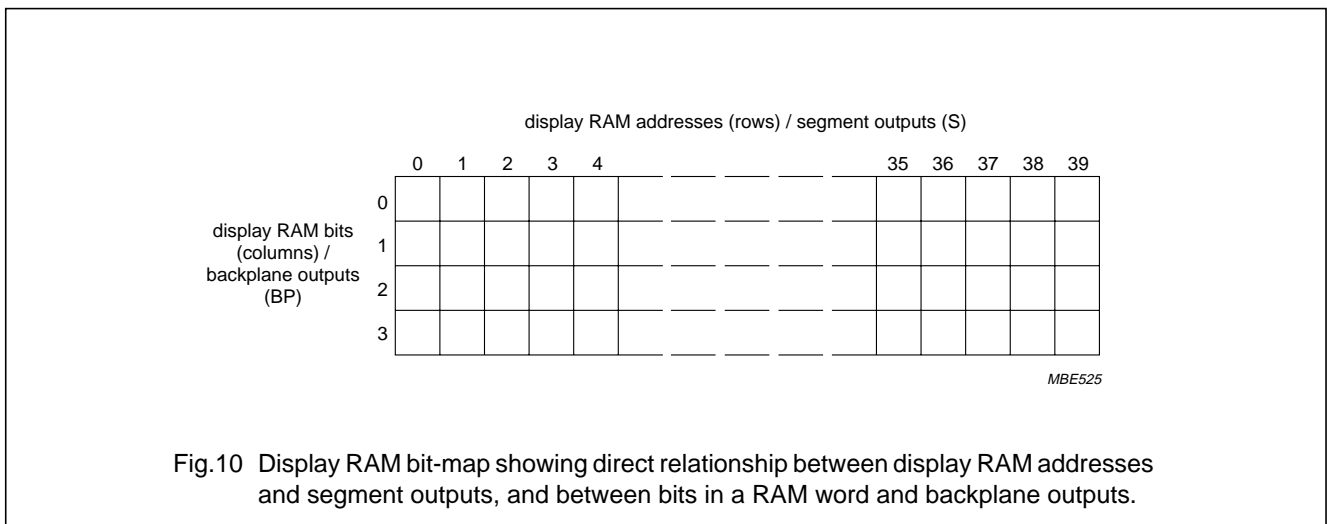 display RAM addresses (rows) / segment outputs (S)
0 1 2 3 4 35 36 37 38 39
0
display RAM bits
1
(columns) /
backplane outputs
2
(BP)
3
MBE525
Fig.10 Display RAM bit-map showing direct relationship between display RAM addresses
and segment outputs, and between bits in a RAM word and backplane outputs.